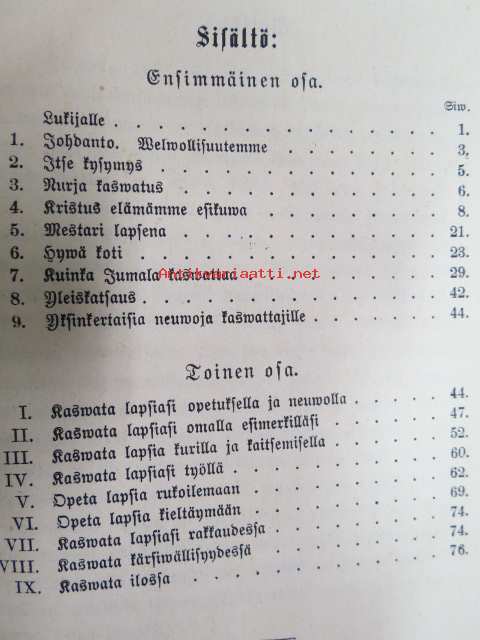 Sisältö:
Ensimmäinen osa.
Siw.
Lukijalle . . . . . . . . . . . . 1.
1. Johdanto. Welwollisuutemme . . . . . . 3.
2. Itse kysymys . . . . . . . . . . . 5.
3. Nurja kaswatus . . . . . . . . . . 6.
4. Kristus elämämme esikuwa . . . . . . . 8.
5. Mestari lapsena . . . . . . . . . . 21.
6. Hywä koti . . . . . . . . . . . . 23.
7. Kuinka Jumala kaswattaa . . . . . . . 29.
8. Yleiskatsaus . . . . . . . . . . . 42.
9. Yksinkertaisia neuwoja kaswattajille . . . . 44.
Toinen osa.
I. Kaswata lapsiasi opetuksella ja neuwolla . . . 44.
II. Kaswata lapsiasi omalla esimerkilläsi . . . . 47.
III. Kaswata lapsia kurilla ja kaitsemisella . . . 52.
IV. Kaswata lapsiasi työllä . . . . . . . . 60.
V. Opeta lapsia rukoilemaan . . . . . . . 62.
VI. Opeta lapsia kieltäymään . . . . . . . 69.
VII. Kaswata lapsiasi rakkaudessa . . . . . . 74.
VIII. Kaswata kärsiwällisyydessä . . . . . . . 74.
IX. Kaswata ilossa . . . . . . . . . . 76.